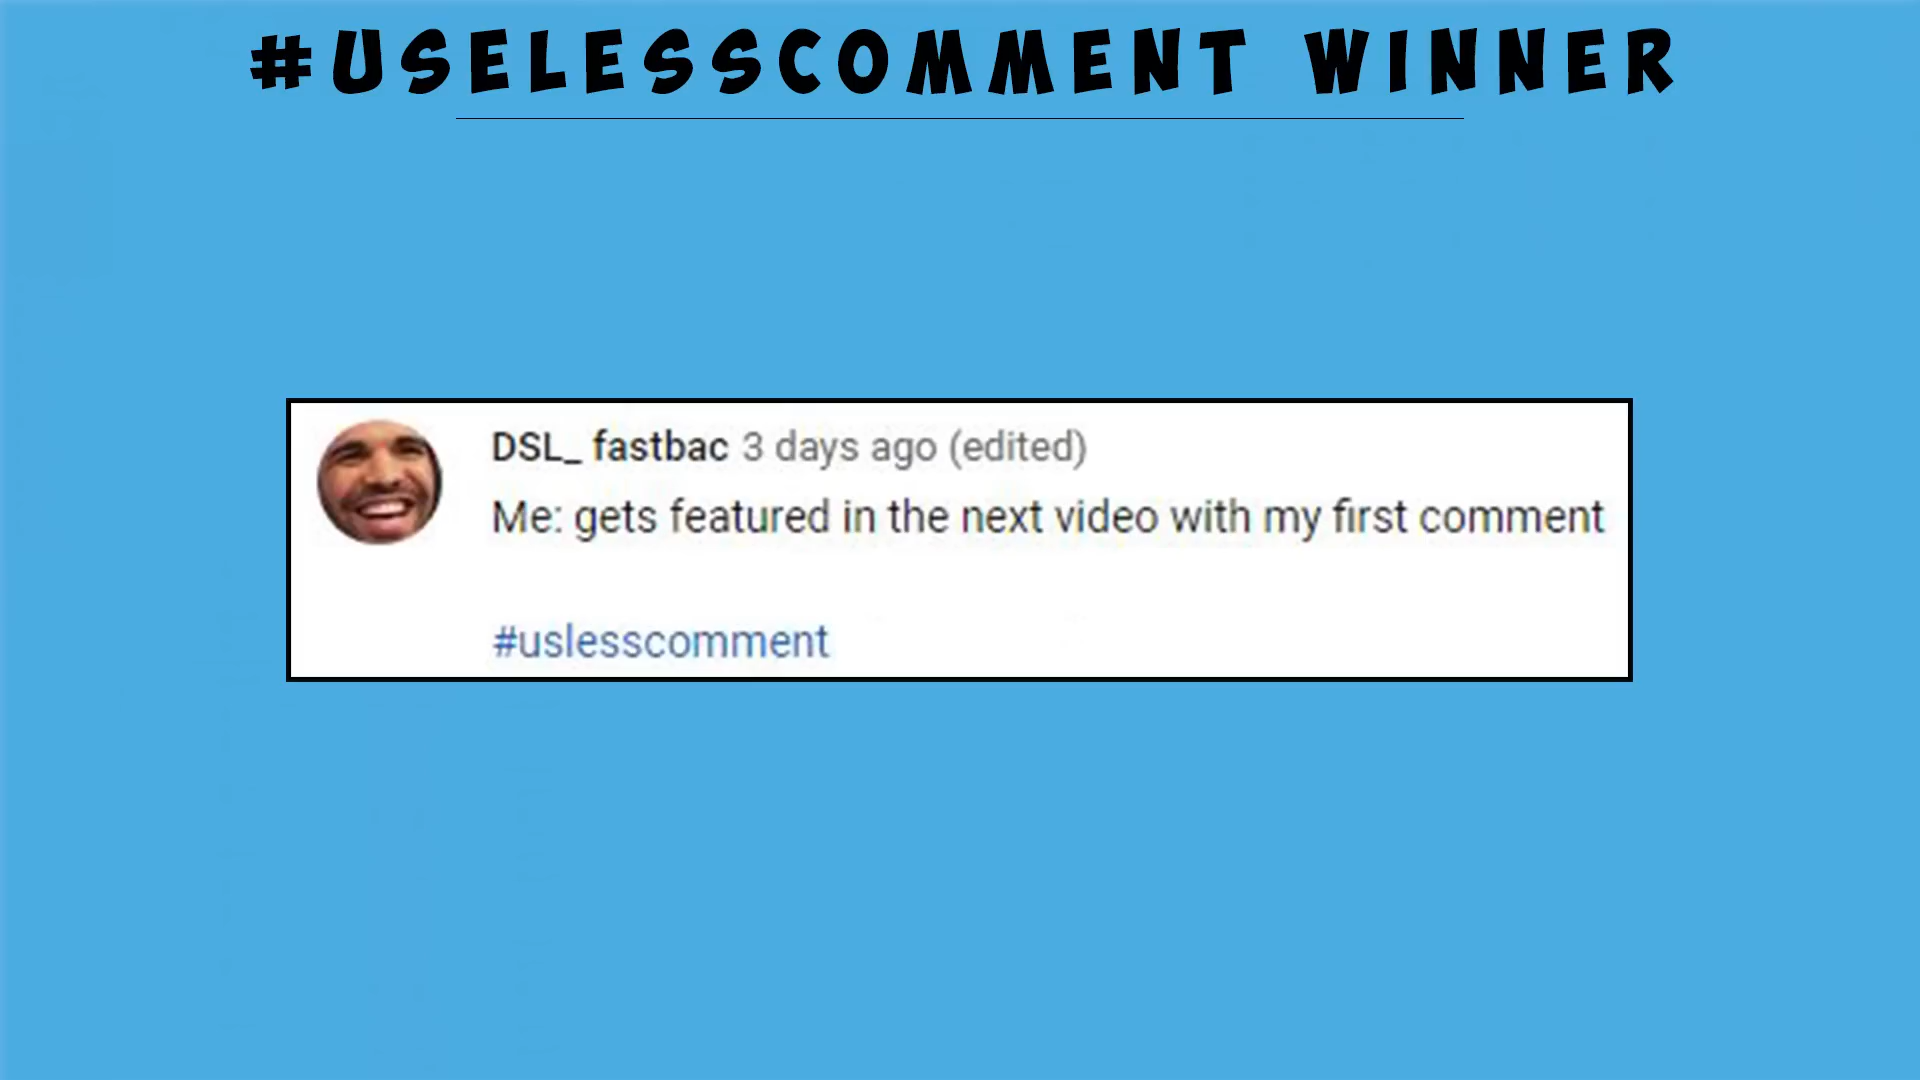 #USELESSCOMMENT WINNER
DSL_ fastbac 3 days ago (edited)
Me: gets featured in the next video with my first comment
#uslesscomment